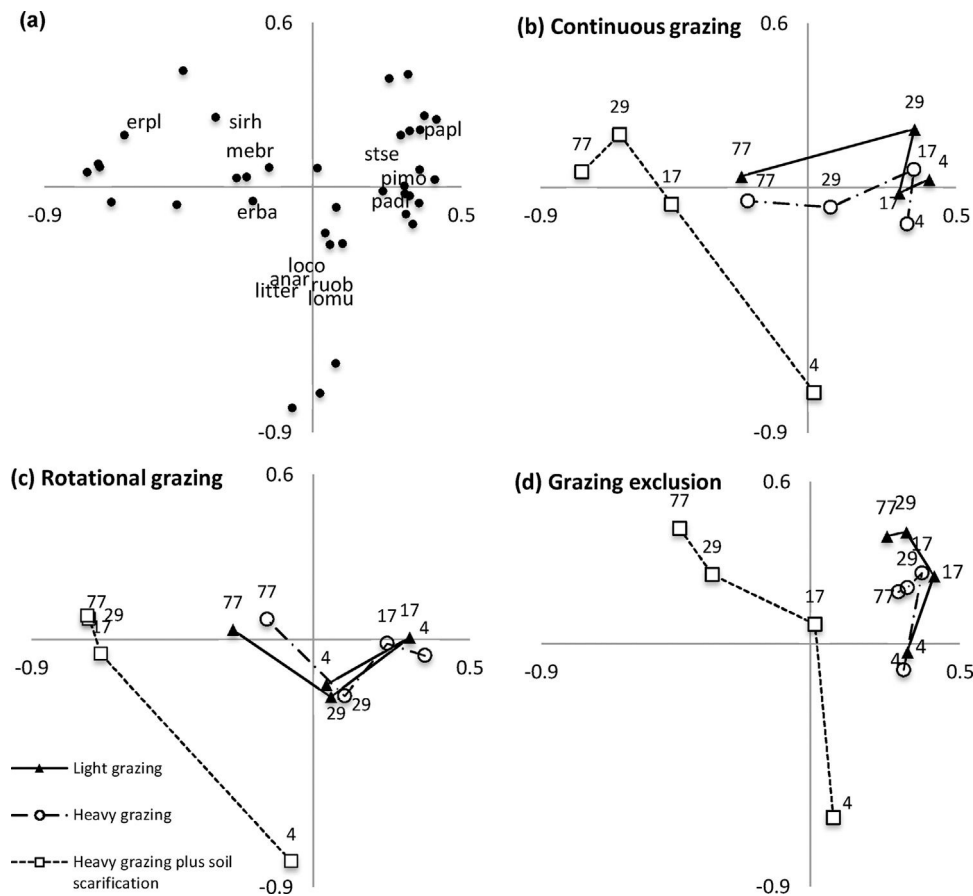 (a)
0.6
erpl
sirh
mebr
erba
papl
stse
pimo
padi
-0.9
0.5
loco
anar
ruob
litter
lomu
-0.9
(b) Continuous grazing
0.6
29
77
17
4
77
29
29
77
17
4
17
4
-0.9
0.5
-0.9
(c) Rotational grazing
0.6
77
29
17
77
77
17
17
4
4
29
29
-0.9
0.5
4
-0.9
Light grazing
Heavy grazing
Heavy grazing plus soil
scarification
(d) Grazing exclusion
0.6
77
29
17
77
29
17
29
17
77
4
4
-0.9
0.5
4
-0.9